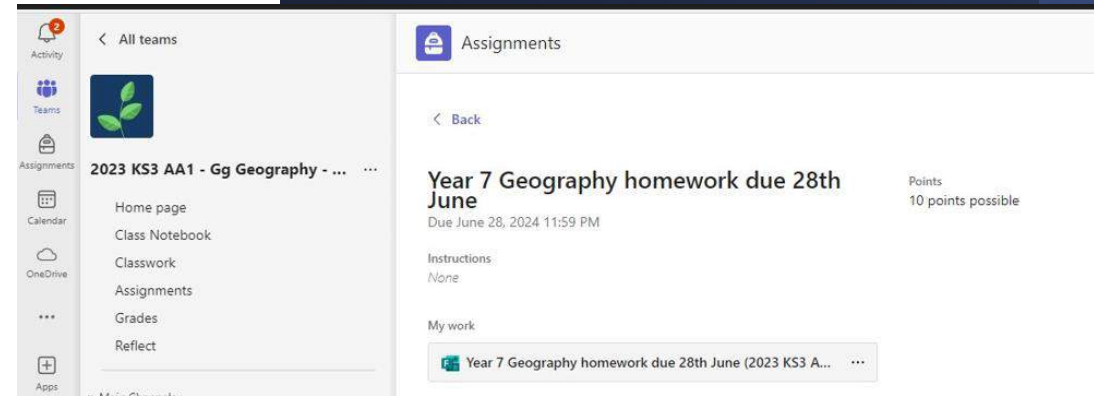 2
Activity
Teams
Assignments
Calendar
OneDrive
Apps
All teams
2023 KS3 AA1 - Gg Geography - ...
Home page
Class Notebook
Classwork
Assignments
Grades
Reflect
Main Channels
Assignments
Back
Year 7 Geography homework due 28th
June
Due June 28, 2024 11:59 PM
Points
10 points possible
Instructions
None
My work
Year 7 Geography homework due 28th June (2023 KS3 A...